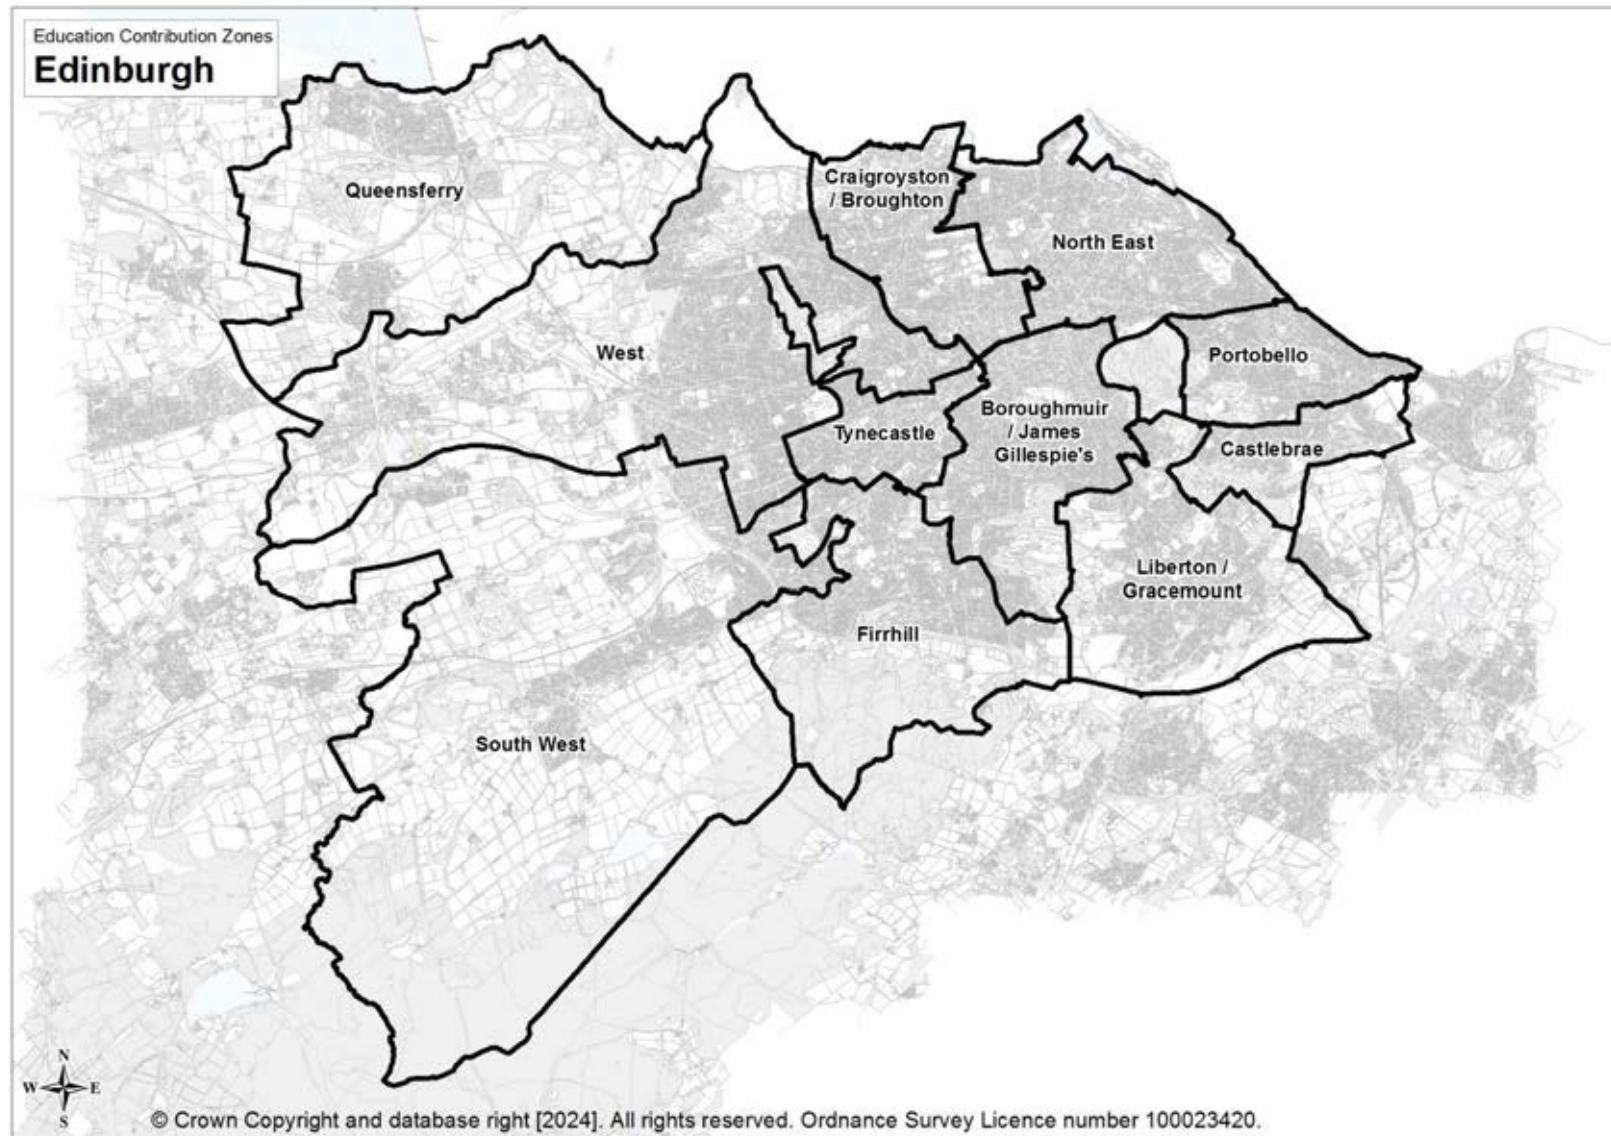 Education Contribution Zones
Edinburgh
Queensferry
Craigroyston
/ Broughton
North East
West
Portobello
Boroughmuir
/ James
Gillespie's
Tynecastle
Castlebrae
Liberton /
Gracemount
Firrhill
South West
N
W E
S
© Crown Copyright and database right [2024]. All rights reserved. Ordnance Survey Licence number 100023420.